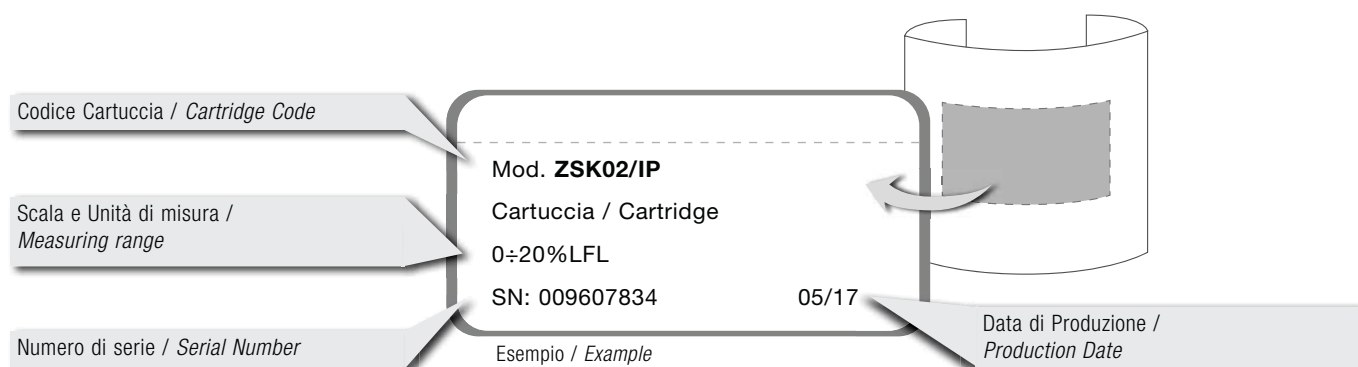 Codice Cartuccia / Cartridge Code
Scala e Unità di misura /
Measuring range
Numero di serie / Serial Number
Mod. ZSK02/IP
Cartuccia / Cartridge
0÷20%LFL
SN: 009607834 05/17
Esempio / Example
Data di Produzione /
Production Date